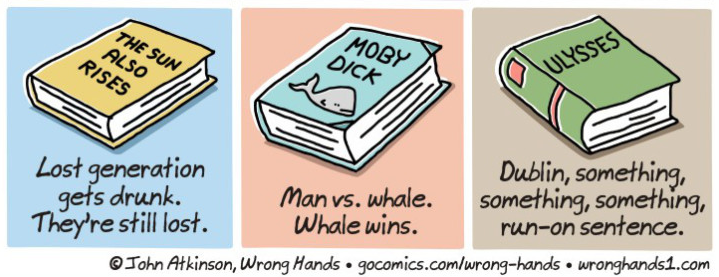 THE SUN
ALSO
RISES
Lost generation
gets drunk.
They're still lost.
MOBY
DICK
Man vs. whale.
Whale wins.
ULYSSES
Dublin, something,
something, something,
run-on sentence.
© John Atkinson, Wrong Hands • gocomics.com/wrong-hands • wronghands1.com